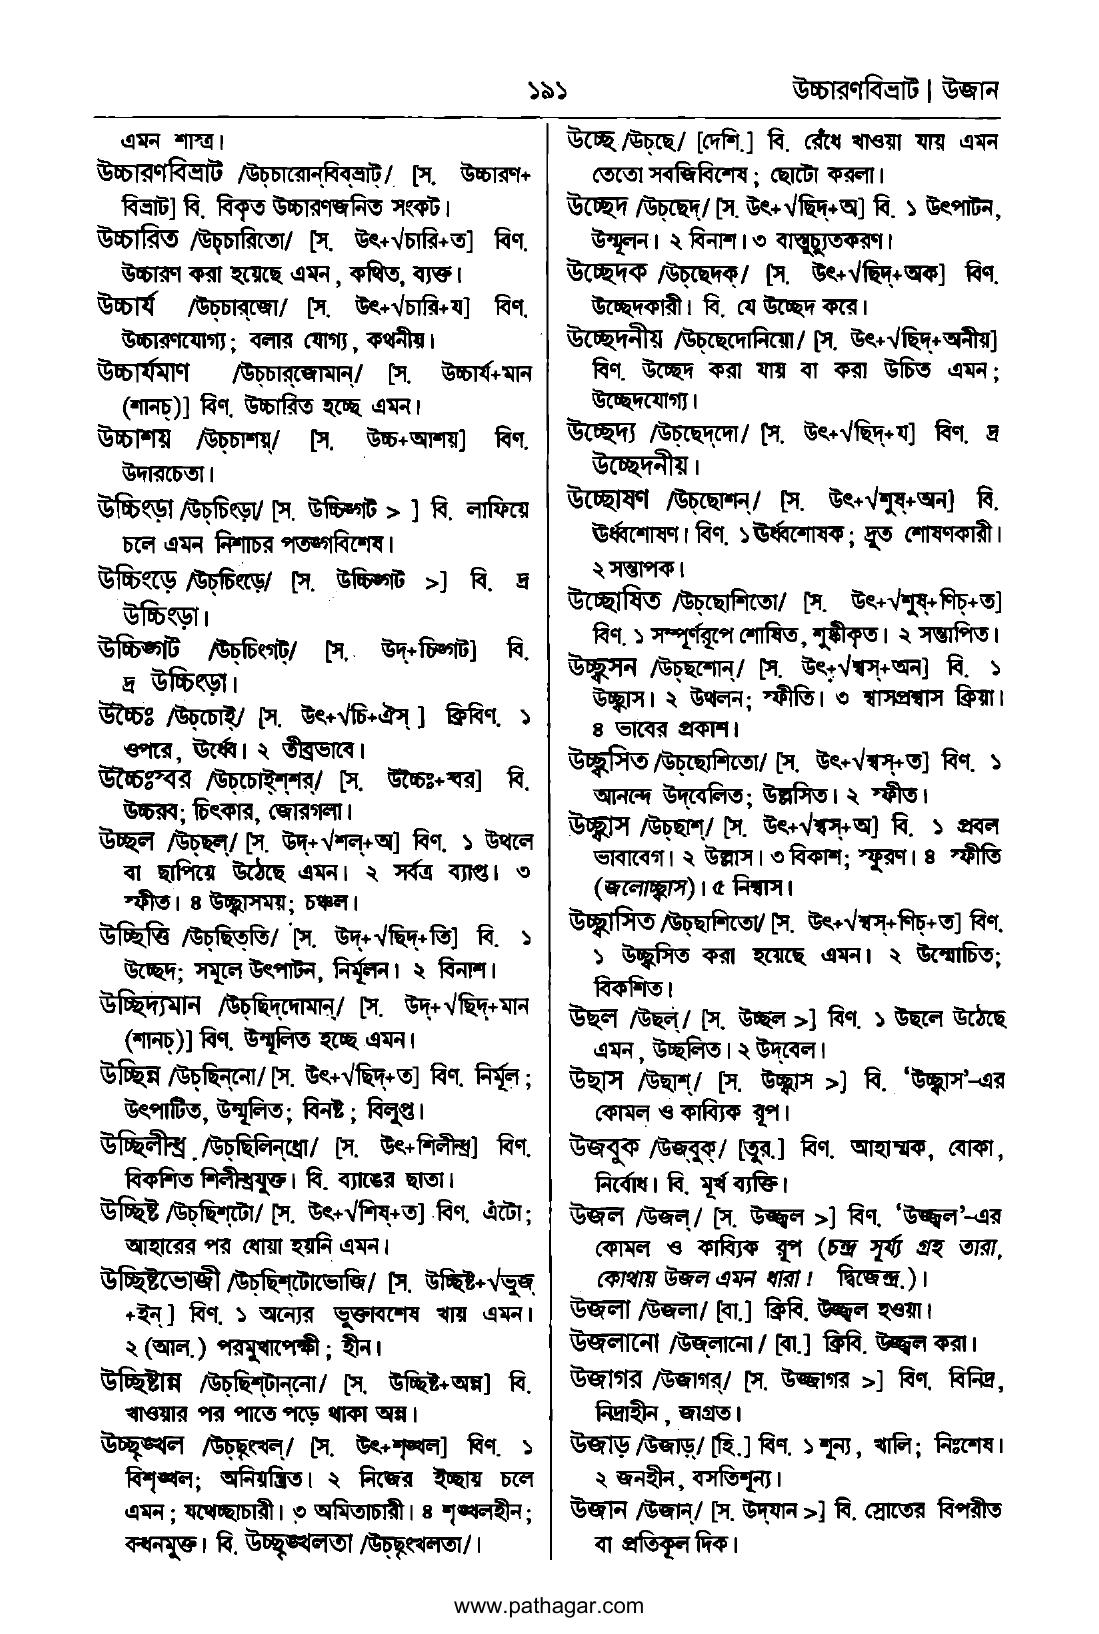 ১৯১
উচ্চারণবিভ্রাট | উজান
এমন শাস্ত্র।
উচ্চারণবিভ্রাট /উচ্‌চারোন্‌বিব্‌ভ্রাট্‌/ [স. উচ্চারণ+
বিভ্রাট] বি. বিকৃত উচ্চারণজনিত সংকট।
উচ্চারিত /উচ্‌চারিতো/ [স. উৎ+√চারি+ত] বিণ.
উচ্চারণ করা হয়েছে এমন, কথিত, ব্যক্ত।
উচ্চার্য /উচ্‌চার্‌জো/ [স. উৎ+√চারি+য] বিণ.
উচ্চারণযোগ্য; বলার যোগ্য, কথনীয়।
উচ্চার্যমাণ /উচ্‌চার্‌জোমান্‌/ [স. উচ্চার্য+মান
(শানচ্‌)] বিণ. উচ্চারিত হচ্ছে এমন।
উচ্চাশয় /উচ্‌চাশয়্‌/ [স. উচ্চ+আশয়] বিণ.
উদারচেতা।
উচ্চিংড়া /উচ্‌চিংড়া/ [স. উচ্চিঙ্গট > ] বি. লাফিয়ে
চলে এমন নিশাচর পতঙ্গবিশেষ।
উচ্চিংড়ে /উচ্‌চিংড়ে/ [স. উচ্চিঙ্গট >] বি. দ্র
উচ্চিংড়া।
উচ্চিঙ্গট /উচ্‌চিংগট্‌/ [স. উদ্‌+চিঙ্গট] বি.
দ্র উচ্চিংড়া।
উচ্চৈঃ /উচ্‌চোই/ [স. উৎ+√চি+ঐস্‌ ] ক্রিবিণ. ১
ওপরে, ঊর্ধ্বে। ২ তীব্রভাবে।
উচ্চৈঃস্বর /উচ্‌চোইশ্‌শর্‌/ [স. উচ্চৈঃ+স্বর] বি.
উচ্চরব; চিৎকার, জোরগলা।
উচ্ছল /উচ্‌ছল্‌/ [স. উদ্‌+√শল্‌+অ] বিণ. ১ উথলে
বা ছাপিয়ে উঠেছে এমন। ২ সর্বত্র ব্যাপ্ত। ৩
স্ফীত। ৪ উচ্ছ্বাসময়; চঞ্চল।
উচ্ছিত্তি /উচ্‌ছিত্‌তি/ [স. উদ্‌+√ছিদ্‌+তি] বি. ১
উচ্ছেদ; সমূলে উৎপাটন, নির্মূলন। ২ বিনাশ।
উচ্ছিদ্যমান /উচ্‌ছিদ্‌দোমান্‌/ [স. উদ্‌+√ছিদ্‌+মান
(শানচ্‌)] বিণ. উন্মূলিত হচ্ছে এমন।
উচ্ছিন্ন /উচ্‌ছিন্‌নো/ [স. উৎ+√ছিদ্‌+ত] বিণ. নির্মূল;
উৎপাটিত, উন্মূলিত; বিনষ্ট; বিলুপ্ত।
উচ্ছিলীন্ধ্র /উচ্‌ছিলিন্‌ধ্রো/ [স. উৎ+শিলীন্ধ্র] বিণ.
বিকশিত শিলীন্ধ্রযুক্ত। বি. ব্যাঙের ছাতা।
উচ্ছিষ্ট /উচ্‌ছিশ্‌টো/ [স. উৎ+√শিষ্‌+ত] বিণ. এঁটো;
আহারের পর ধোয়া হয়নি এমন।
উচ্ছিষ্টভোজী /উচ্‌ছিশ্‌টোভোজি/ [স. উচ্ছিষ্ট+√ভূজ্‌
+ইন্‌] বিণ. ১ অন্যের ভুক্তাবশেষ খায় এমন।
২ (আল.) পরমুখাপেক্ষী; হীন।
উচ্ছিষ্টান্ন /উচ্‌ছিশ্‌টান্‌নো/ [স. উচ্ছিষ্ট+অন্ন] বি.
খাওয়ার পর পাতে পড়ে থাকা অন্ন।
উচ্ছৃঙ্খল /উচ্‌ছৃংখল্‌/ [স. উৎ+শৃঙ্খল] বিণ. ১
বিশৃঙ্খল; অনিয়ন্ত্রিত। ২ নিজের ইচ্ছায় চলে
এমন; যথেচ্ছাচারী। ৩ অমিতাচারী। ৪ শৃঙ্খলহীন;
বন্ধনমুক্ত। বি. উচ্ছৃঙ্খলতা /উচ্‌ছৃংখলতা/।
উচ্ছে /উচ্‌ছে/ [দেশি.] বি. রেঁধে খাওয়া যায় এমন
তেতো সবজিবিশেষ; ছোটো করলা।
উচ্ছেদ /উচ্‌ছেদ্‌/ [স. উৎ+√ছিদ্‌+অ] বি. ১ উৎপাটন,
উন্মূলন। ২ বিনাশ। ৩ বাস্তুচ্যুতকরণ।
উচ্ছেদক /উচ্‌ছেদক্‌/ [স. উৎ+√ছিদ্‌+অক] বিণ.
উচ্ছেদকারী। বি. যে উচ্ছেদ করে।
উচ্ছেদনীয় /উচ্‌ছেদোনিয়ো/ [স. উৎ+√ছিদ্‌+অনীয়]
বিণ. উচ্ছেদ করা যায় বা করা উচিত এমন;
উচ্ছেদযোগ্য।
উচ্ছেদ্য /উচ্‌ছেদ্‌দো/ [স. উৎ+√ছিদ্‌+য] বিণ. দ্র
উচ্ছেদনীয়।
উচ্ছোষণ /উচ্‌ছোশন্‌/ [স. উৎ+√শুষ্‌+অন] বি.
ঊর্ধ্বশোষণ। বিণ. ১ ঊর্ধ্বশোষক; দ্রুত শোষণকারী।
২ সন্তাপক।
উচ্ছোষিত /উচ্‌ছোশিতো/ [স. উৎ+√শুষ্‌+ণিচ্‌+ত]
বিণ. ১ সম্পূর্ণরূপে শোষিত, শুষ্কীকৃত। ২ সন্তাপিত।
উচ্ছ্বসন /উচ্‌ছশোন্‌/ [স. উৎ+√শ্বস্‌+অন] বি. ১
উচ্ছ্বাস। ২ উথলন; স্ফীতি। ৩ শ্বাসপ্রশ্বাস ক্রিয়া।
৪ ভাবের প্রকাশ।
উচ্ছ্বসিত /উচ্‌ছোশিতো/ [স. উৎ+√শ্বস্‌+ত] বিণ. ১
আনন্দে উদ্‌বেলিত; উল্লসিত। ২ স্ফীত।
উচ্ছ্বাস /উচ্‌ছাশ্‌/ [স. উৎ+√শ্বস্‌+অ] বি. ১ প্রবল
ভাবাবেগ। ২ উল্লাস। ৩ বিকাশ; স্ফুরণ। ৪ স্ফীতি
(জলোচ্ছ্বাস)। ৫ নিশ্বাস।
উচ্ছ্বাসিত /উচ্‌ছাশিতো/ [স. উৎ+√শ্বস্‌+ণিচ্‌+ত] বিণ.
১ উচ্ছ্বসিত করা হয়েছে এমন। ২ উন্মোচিত;
বিকশিত।
উছল /উছল্‌/ [স. উচ্ছল >] বিণ. ১ উছলে উঠেছে
এমন, উচ্ছলিত। ২ উদ্‌বেল।
উছাস /উছাশ্‌/ [স. উচ্ছ্বাস >] বি. ‘উচ্ছ্বাস’-এর
কোমল ও কাব্যিক রূপ।
উজবুক /উজ্‌বুক্‌/ [তুর.] বিণ. আহাম্মক, বোকা,
নির্বোধ। বি. মূর্খ ব্যক্তি।
উজল /উজল্‌/ [স. উজ্জ্বল >] বিণ. ‘উজ্জ্বল’-এর
কোমল ও কাব্যিক রূপ (চন্দ্র সূর্য্য গ্রহ তারা,
কোথায় উজল এমন ধারা! দ্বিজেন্দ্র.)।
উজলা /উজলা/ [বা.] ক্রিবি. উজ্জ্বল হওয়া।
উজলানো /উজ্‌লানো/ [বা.] ক্রিবি. উজ্জ্বল করা।
উজাগর /উজাগর্‌/ [স. উজ্জাগর >] বিণ. বিনিদ্র,
নিদ্রাহীন, জাগ্রত।
উজাড় /উজাড়্‌/ [হি.] বিণ. ১ শূন্য, খালি; নিঃশেষ।
২ জনহীন, বসতিশূন্য।
উজান /উজান্‌/ [স. উদ্‌যান >] বি. স্রোতের বিপরীত
বা প্রতিকূল দিক।
www.pathagar.com